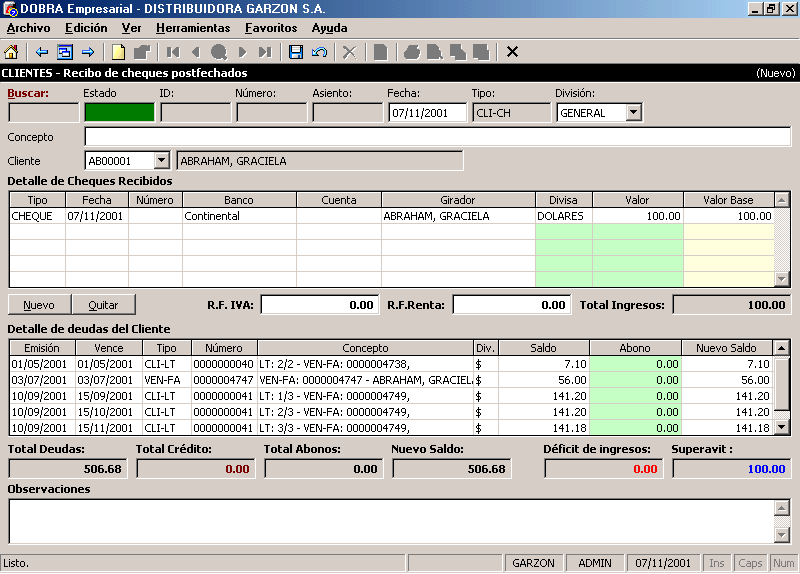 DOBRA Empresarial - DISTRIBUIDORA GARZON S.A.
Archivo Edición Ver Herramientas Favoritos Ayuda
CLIENTES - Recibo de cheques postfechados (Nuevo)
Buscar: Estado ID: Número: Asiento: Fecha: Tipo: División:
07/11/2001 CLI-CH GENERAL
Concepto
Cliente AB00001 ABRAHAM, GRACIELA
Detalle de Cheques Recibidos
Tipo Fecha Número Banco Cuenta Girador Divisa Valor Valor Base
CHEQUE 07/11/2001 Continental ABRAHAM, GRACIELA DOLARES 100.00 100.00
Nuevo Quitar R.F. IVA: 0.00 R.F.Renta: 0.00 Total Ingresos: 100.00
Detalle de deudas del Cliente
Emisión Vence Tipo Número Concepto Div. Saldo Abono Nuevo Saldo
01/05/2001 01/05/2001 CLI-LT 0000000040 LT: 2/2 - VEN-FA: 0000004738, $ 7.10 0.00 7.10
03/07/2001 03/07/2001 VEN-FA 0000004747 VEN-FA: 0000004747 - ABRAHAM, GRACIEL $ 56.00 0.00 56.00
10/09/2001 15/09/2001 CLI-LT 0000000041 LT: 1/3 - VEN-FA: 0000004749, $ 141.20 0.00 141.20
10/09/2001 15/10/2001 CLI-LT 0000000041 LT: 2/3 - VEN-FA: 0000004749, $ 141.20 0.00 141.20
10/09/2001 15/11/2001 CLI-LT 0000000041 LT: 3/3 - VEN-FA: 0000004749, $ 141.18 0.00 141.18
Total Deudas: Total Crédito: Total Abonos: Nuevo Saldo: Déficit de ingresos: Superavit :
506.68 0.00 0.00 506.68 0.00 100.00
Observaciones
Listo. GARZON ADMIN 07/11/2001 Ins Caps Num